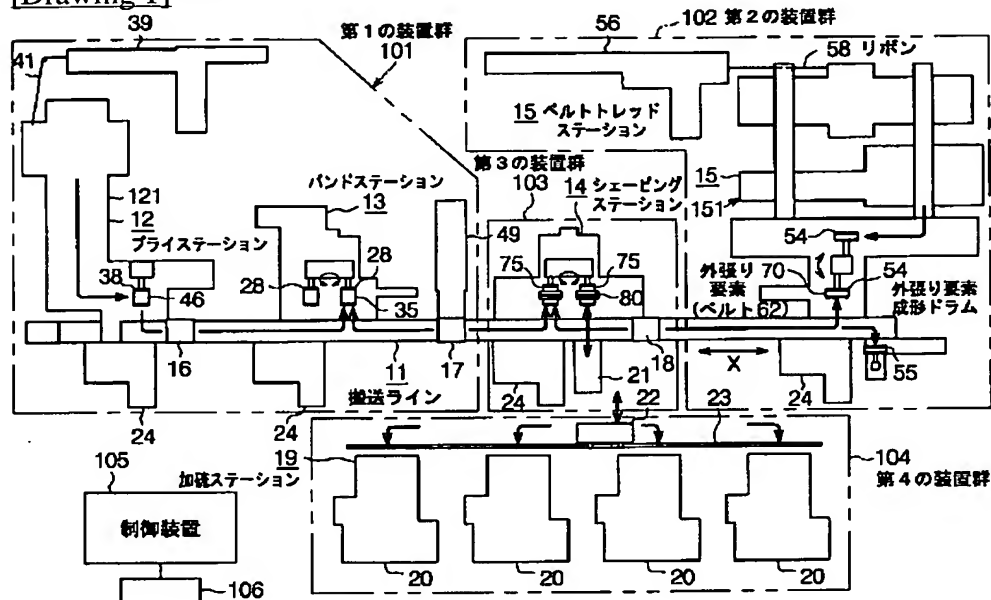 [Drawing 1]
39
41
第1の装置群
101
56
102 第2の装置群
58 リボン
15 ベルトトレッド
ステーション
第3の装置群
103
バンドステーション
13
14 シェーピング
ステーション
15
151
121
12
プライステーション
49
54
38
46
28
28
35
75
75
80
外張り
要素
(ベルト62)
70
54
外張り要素
成形ドラム
16
11
搬送ライン
17
18
X
21
24
24
24
24
55
22
23
19
加硫ステーション
104
第4の装置群
105
制御装置
106
20
20
20
20